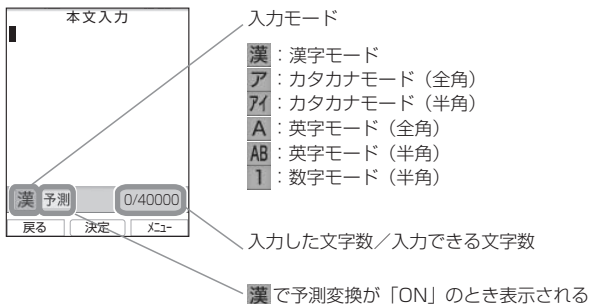 本文入力
漢 予測 0/40000
戻る 決定 ﾒﾆｭｰ
入力モード
漢：漢字モード
ア：カタカナモード（全角）
ｱｲ：カタカナモード（半角）
A：英字モード（全角）
AB：英字モード（半角）
1：数字モード（半角）
入力した文字数／入力できる文字数
漢で予測変換が「ON」のとき表示される